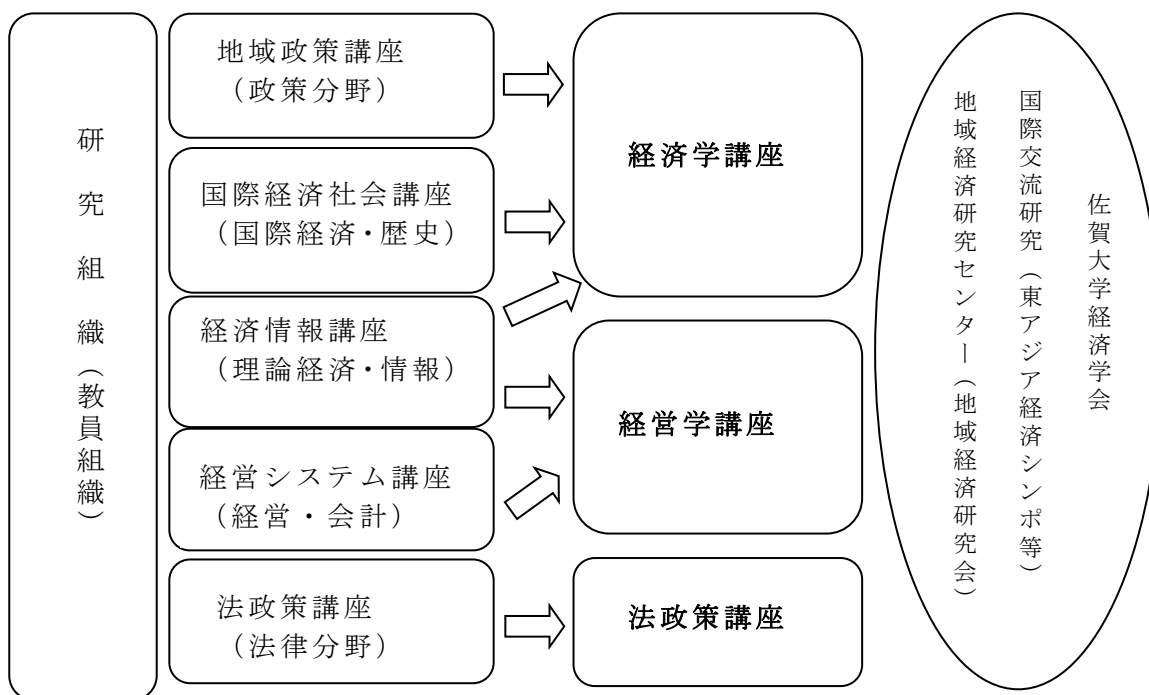 研究組織（教員組織）
地域政策講座
（政策分野）
国際経済社会講座
（国際経済・歴史）
経済情報講座
（理論経済・情報）
経営システム講座
（経営・会計）
法政策講座
（法律分野）
経済学講座
経営学講座
法政策講座
佐賀大学経済学会
国際交流研究（東アジア経済シンポ等）
地域経済研究センター（地域経済研究会）